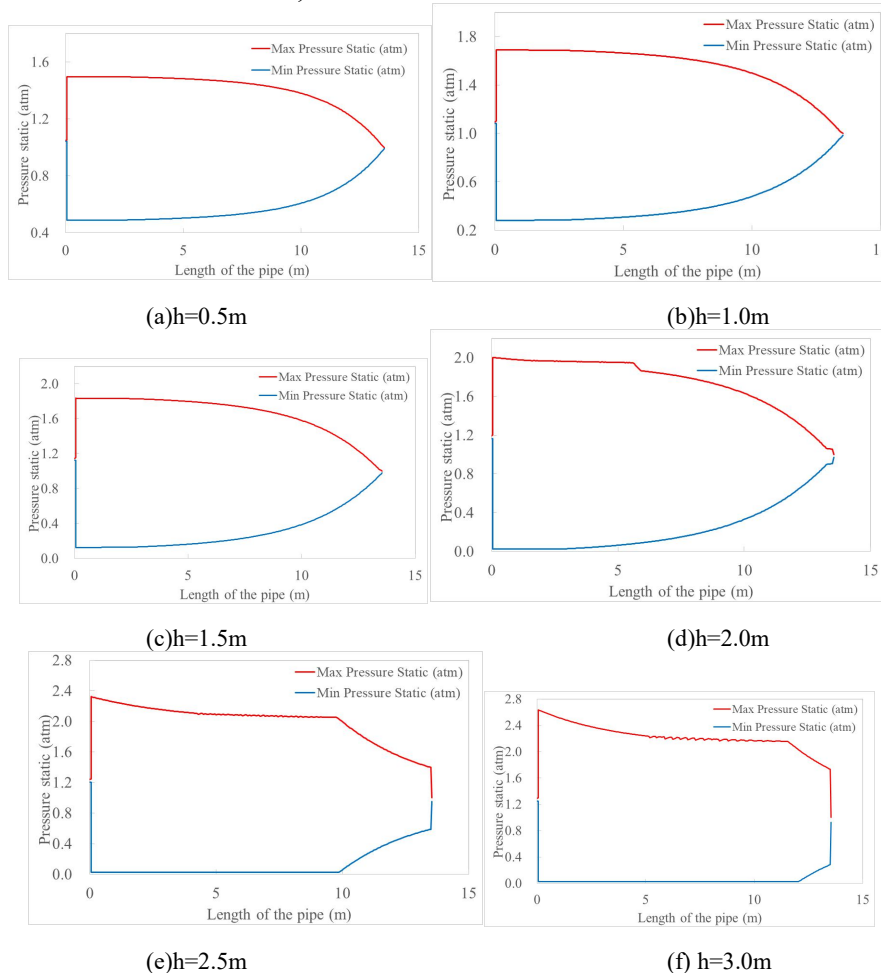 Max Pressure Static (atm)
Min Pressure Static (atm)
Pressure static (atm)
1.6
1.2
0.8
0.4
0
5
10
15
Length of the pipe (m)
(a)h=0.5m
Max Pressure Static (atm)
Min Pressure Static (atm)
Pressure static (atm)
1.8
1.4
1.0
0.6
0.2
0
5
10
15
Length of the pipe (m)
(b)h=1.0m
Max Pressure Static (atm)
Min Pressure Static (atm)
Pressure static (atm)
2.0
1.6
1.2
0.8
0.4
0.0
0
5
10
15
Length of the pipe (m)
(c)h=1.5m
Max Pressure Static (atm)
Min Pressure Static (atm)
Pressure static (atm)
2.0
1.6
1.2
0.8
0.4
0.0
0
5
10
15
Length of the pipe (m)
(d)h=2.0m
Max Pressure Static (atm)
Min Pressure Static (atm)
Pressure static (atm)
2.8
2.4
2.0
1.6
1.2
0.8
0.4
0.0
0
5
10
15
Length of the pipe (m)
(e)h=2.5m
Max Pressure Static (atm)
Min Pressure Static (atm)
Pressure static (atm)
2.8
2.4
2.0
1.6
1.2
0.8
0.4
0.0
0
5
10
15
Length of the pipe (m)
(f) h=3.0m